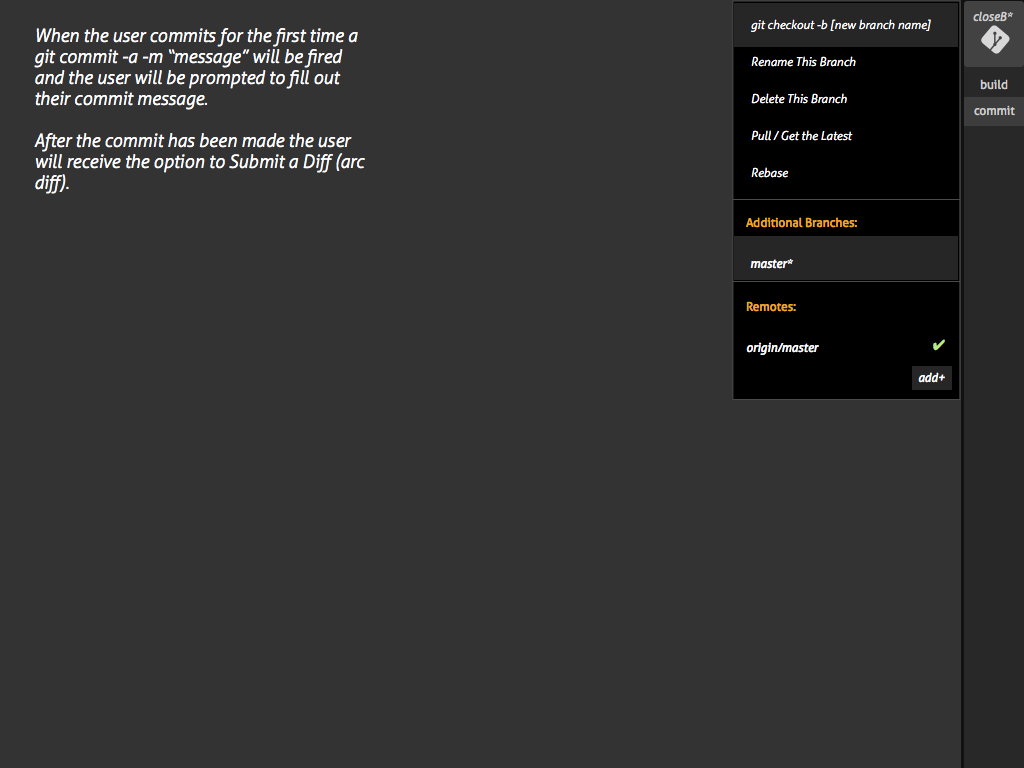 When the user commits for the first time a
git commit -a -m “message” will be fired
and the user will be prompted to fill out
their commit message.
After the commit has been made the user
will receive the option to Submit a Diff (arc
diff).
git checkout -b [new branch name]
Rename This Branch
Delete This Branch
Pull / Get the Latest
Rebase
Additional Branches:
master*
Remotes:
origin/master ✔
add+
closeB*
build
commit